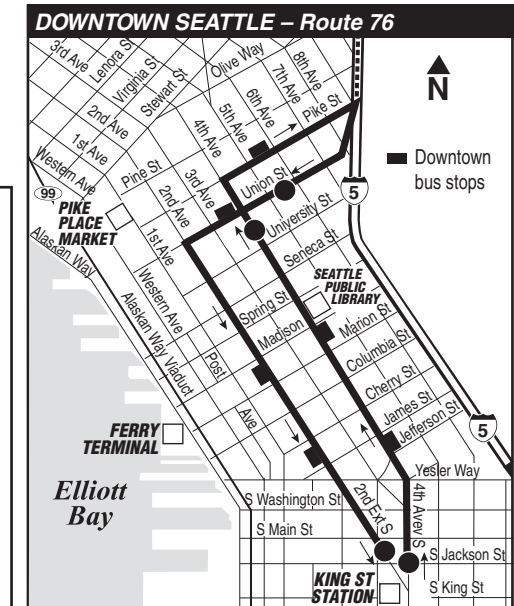 DOWNTOWN SEATTLE – Route 76
3rd Ave
Lenora St
Virginia St
Stewart St
Olive Way
8th Ave
7th Ave
6th Ave
5th Ave
4th Ave
Pike St
N
2nd Ave
1st Ave
Western Ave
Pine St
3rd Ave
2nd Ave
1st Ave
Union St
Downtown
bus stops
5
99
PIKE
PLACE
MARKET
University St
Seneca St
Alaskan Way
Western Ave
Alaskan Way Viaduct
SEATTLE
PUBLIC
LIBRARY
Spring St
Madison
Marion St
Columbia St
Cherry St
James St
Jefferson St
Post
Ave
5
FERRY
TERMINAL
Yesler Way
Elliott
Bay
S Washington St
2nd Ext S
4th Avev S
S Main St
S Jackson St
KING ST
STATION
S King St